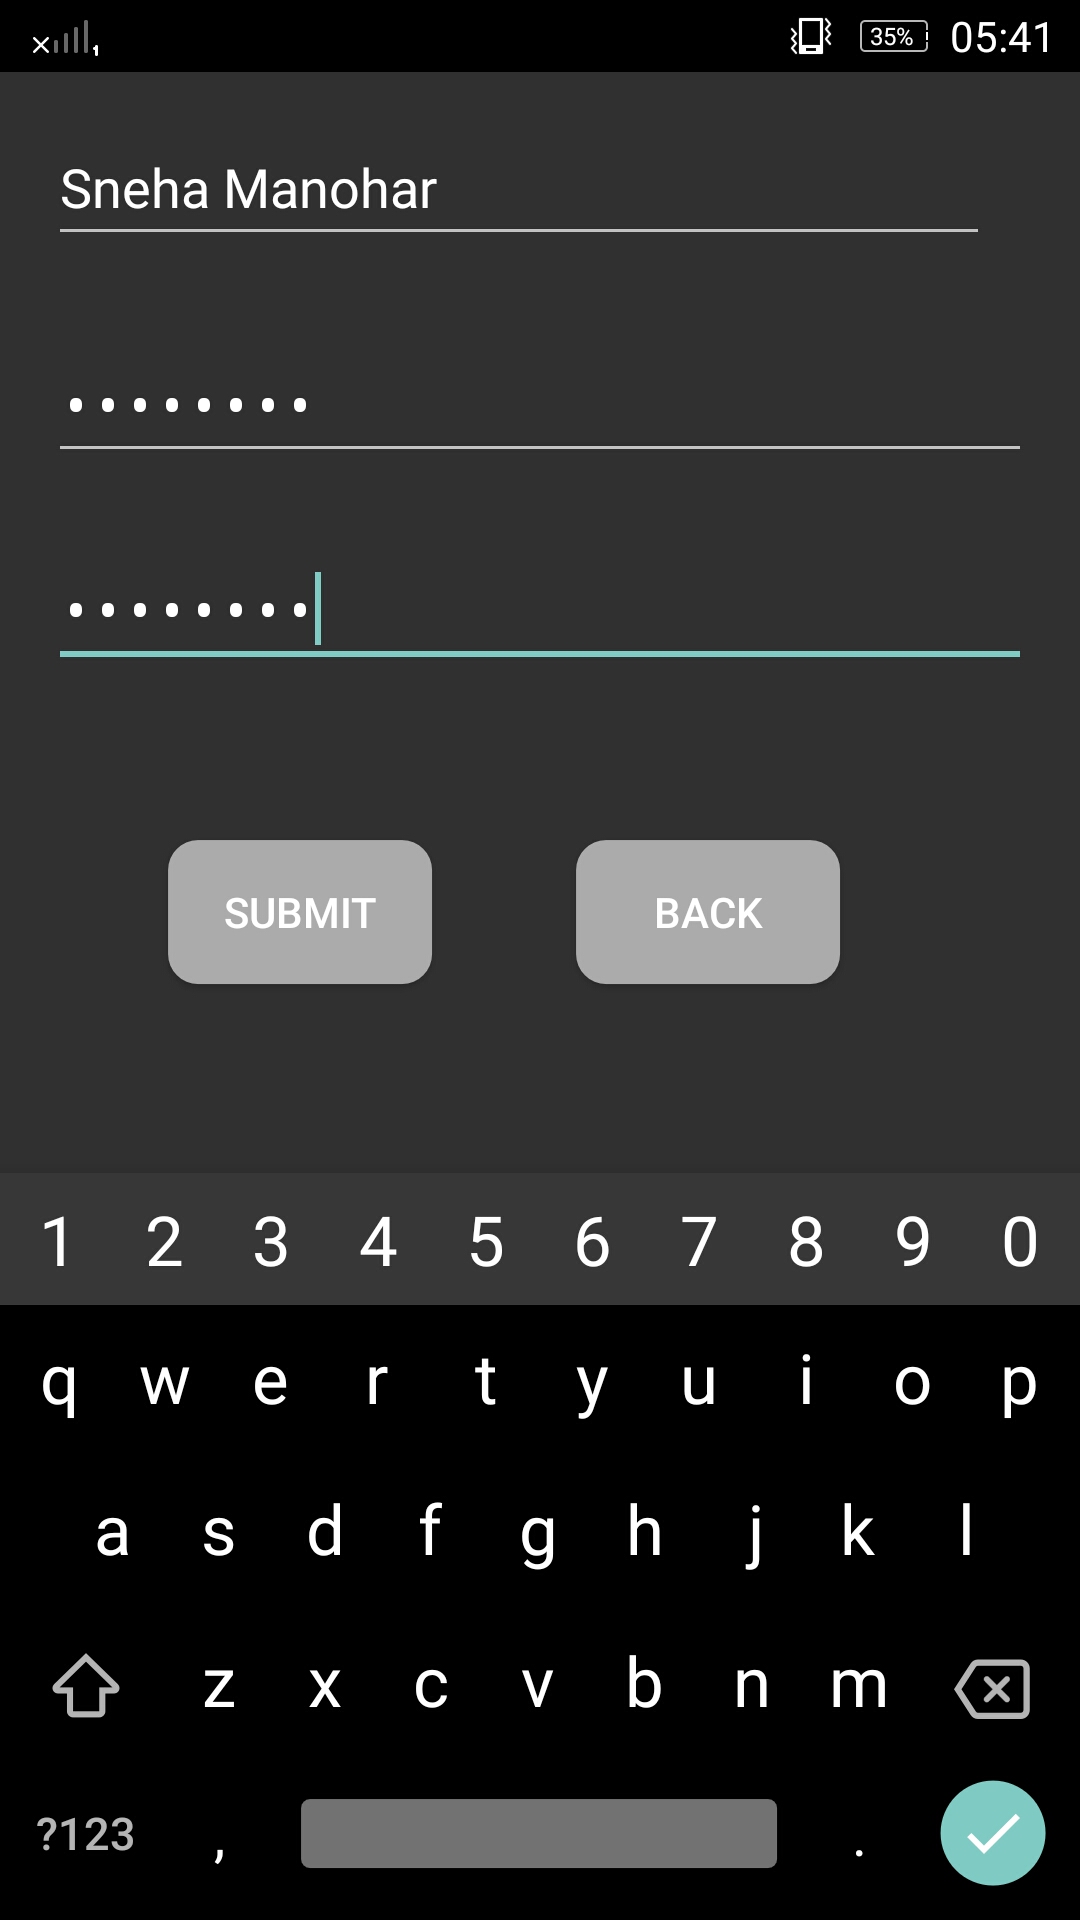 35% 05:41
Sneha Manohar
••••••••
••••••••
SUBMIT BACK
1 2 3 4 5 6 7 8 9 0
q w e r t y u i o p
a s d f g h j k l
z x c v b n m
?123 , .